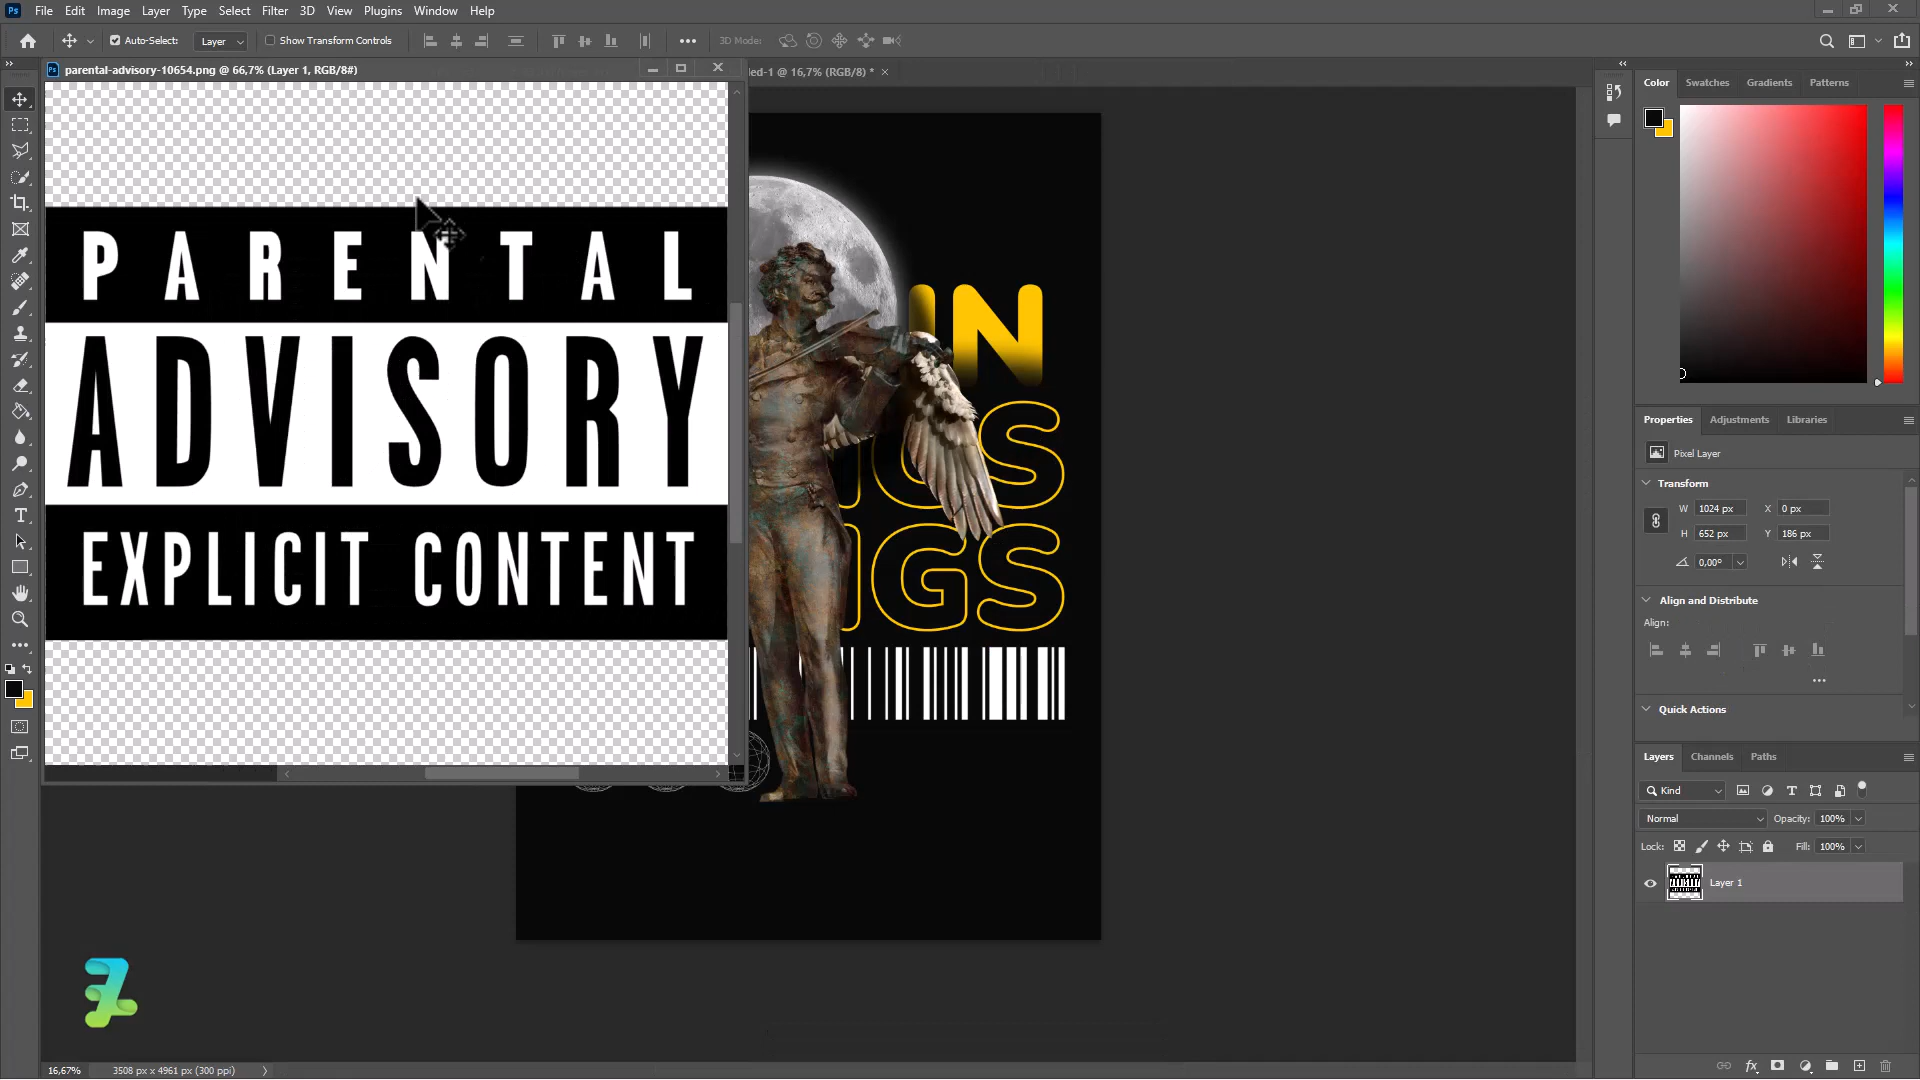 Ps File Edit Image Layer Type Select Filter 3D View Plugins Window Help
Auto-Select: Layer Show Transform Controls 3D Mode:
Ps parental-advisory-10654.png @ 66,7% (Layer 1, RGB/8#)
led-1 @ 16,7% (RGB/8) *
PARENTAL
ADVISORY
EXPLICIT CONTENT
IN
IGS
IGS
Color Swatches Gradients Patterns
Properties Adjustments Libraries
Pixel Layer
Transform
W 1024 px X 0 px
H 652 px Y 186 px
0,00°
Align and Distribute
Align:
Quick Actions
Layers Channels Paths
Kind
Normal Opacity: 100%
Lock: Fill: 100%
Layer 1
16,67% 3508 px x 4961 px (300 ppi)